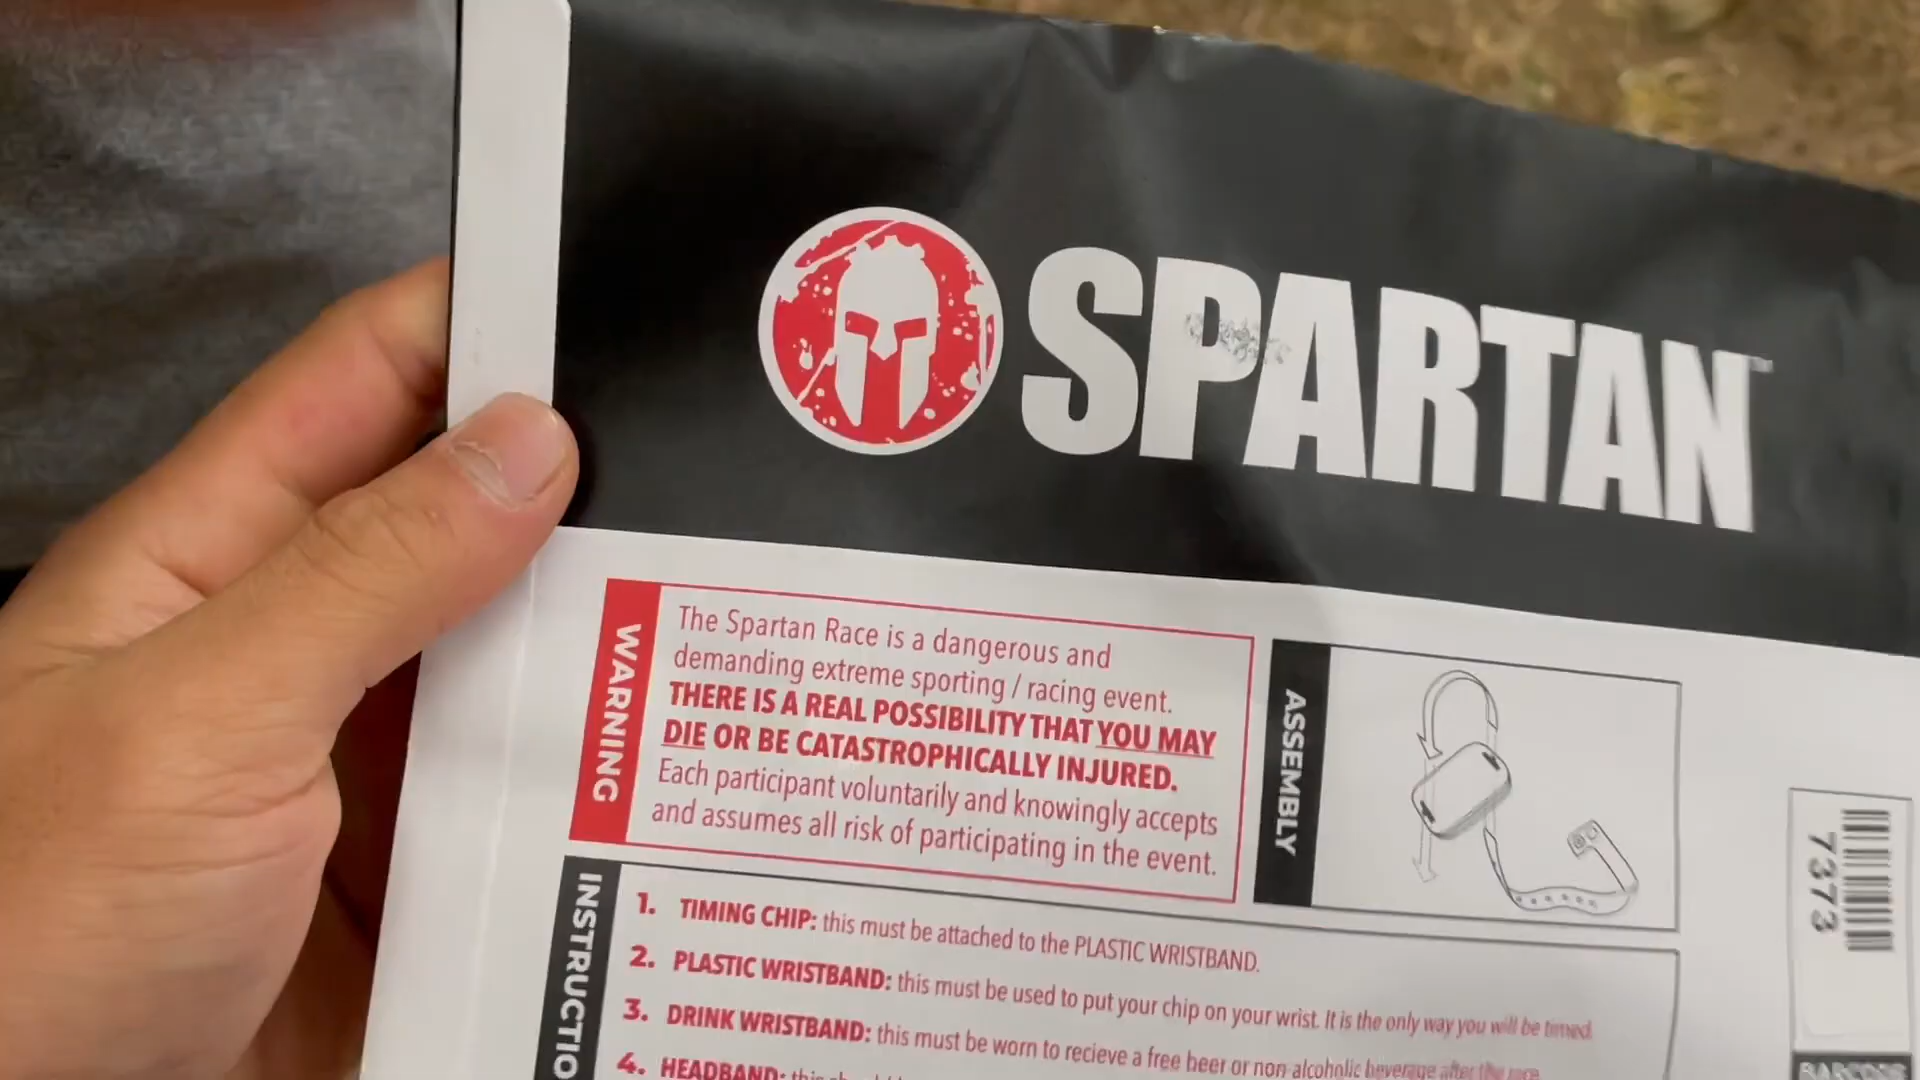 SPARTAN™
WARNING
The Spartan Race is a dangerous and
demanding extreme sporting / racing event.
THERE IS A REAL POSSIBILITY THAT YOU MAY
DIE OR BE CATASTROPHICALLY INJURED.
Each participant voluntarily and knowingly accepts
and assumes all risk of participating in the event.
ASSEMBLY
7373
INSTRUCTIO
1. TIMING CHIP: this must be attached to the PLASTIC WRISTBAND.
2. PLASTIC WRISTBAND: this must be used to put your chip on your wrist. It is the only way you will be timed.
3. DRINK WRISTBAND: this must be worn to recieve a free beer or non alcoholic beverage after the race.
4. HEADBAND: this
BARCODE